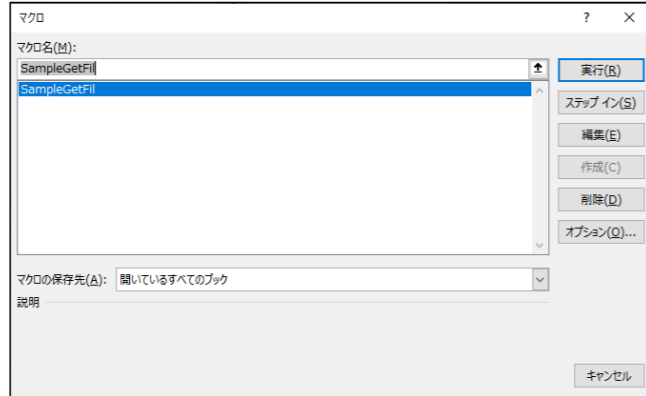 マクロ ? ×
マクロ名(M):
SampleGetFil
SampleGetFil
実行(R)
ステップ イン(S)
編集(E)
作成(C)
削除(D)
オプション(O)...
マクロの保存先(A): 開いているすべてのブック
説明
キャンセル